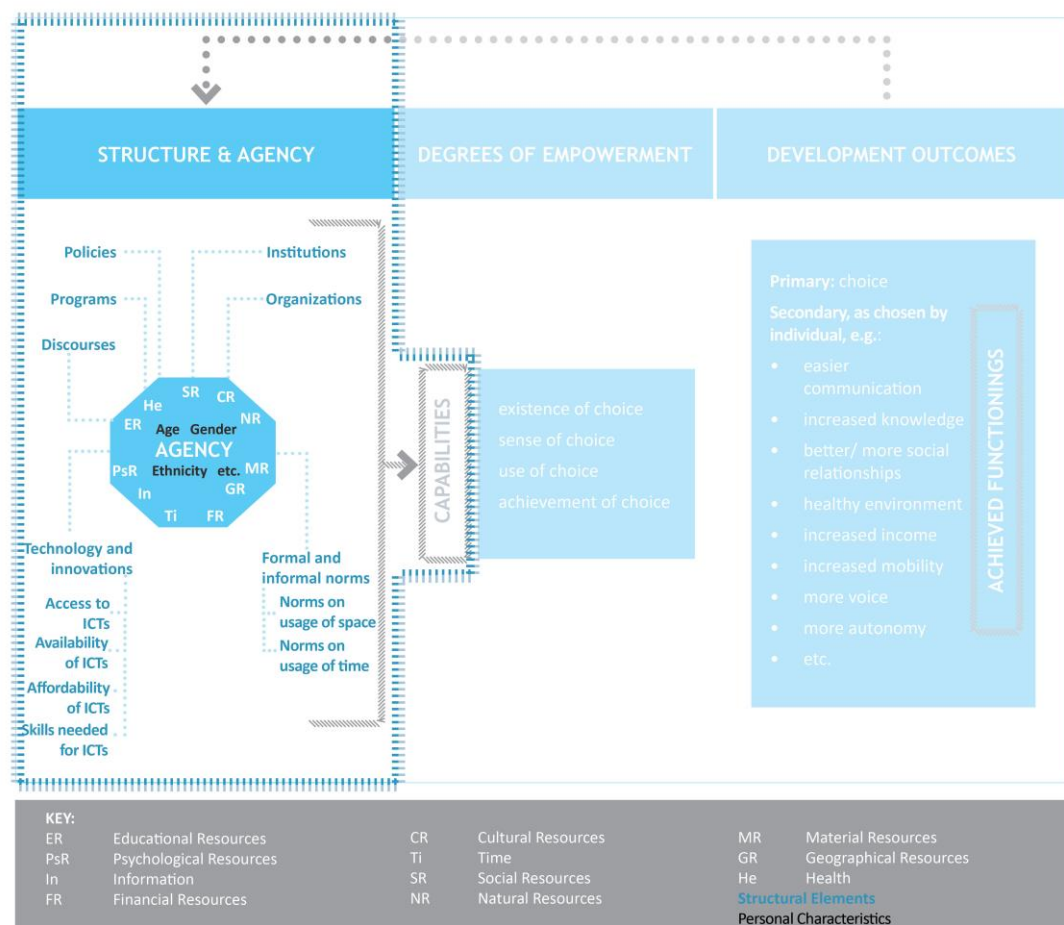 STRUCTURE & AGENCY
DEGREES OF EMPOWERMENT
DEVELOPMENT OUTCOMES
Policies
Institutions
Programs
Organizations
Discourses
SR
CR
He
NR
ER
Age Gender
AGENCY
PsR
Ethnicity etc.
MR
In
GR
Ti
FR
Technology and
innovations
Access to
ICTs
Availability
of ICTs
Affordability
of ICTs
Skills needed
for ICTs
Formal and
informal norms
Norms on
usage of space
Norms on
usage of time
CAPABILITIES
existence of choice
sense of choice
use of choice
achievement of choice
Primary: choice
Secondary, as chosen by
individual, e.g.:
• easier
communication
• increased knowledge
• better/ more social
relationships
• healthy environment
• increased income
• increased mobility
• more voice
• more autonomy
• etc.
ACHIEVED FUNCTIONINGS
KEY:
ER Educational Resources
PsR Psychological Resources
In Information
FR Financial Resources
CR Cultural Resources
Ti Time
SR Social Resources
NR Natural Resources
MR Material Resources
GR Geographical Resources
He Health
Structural Elements
Personal Characteristics